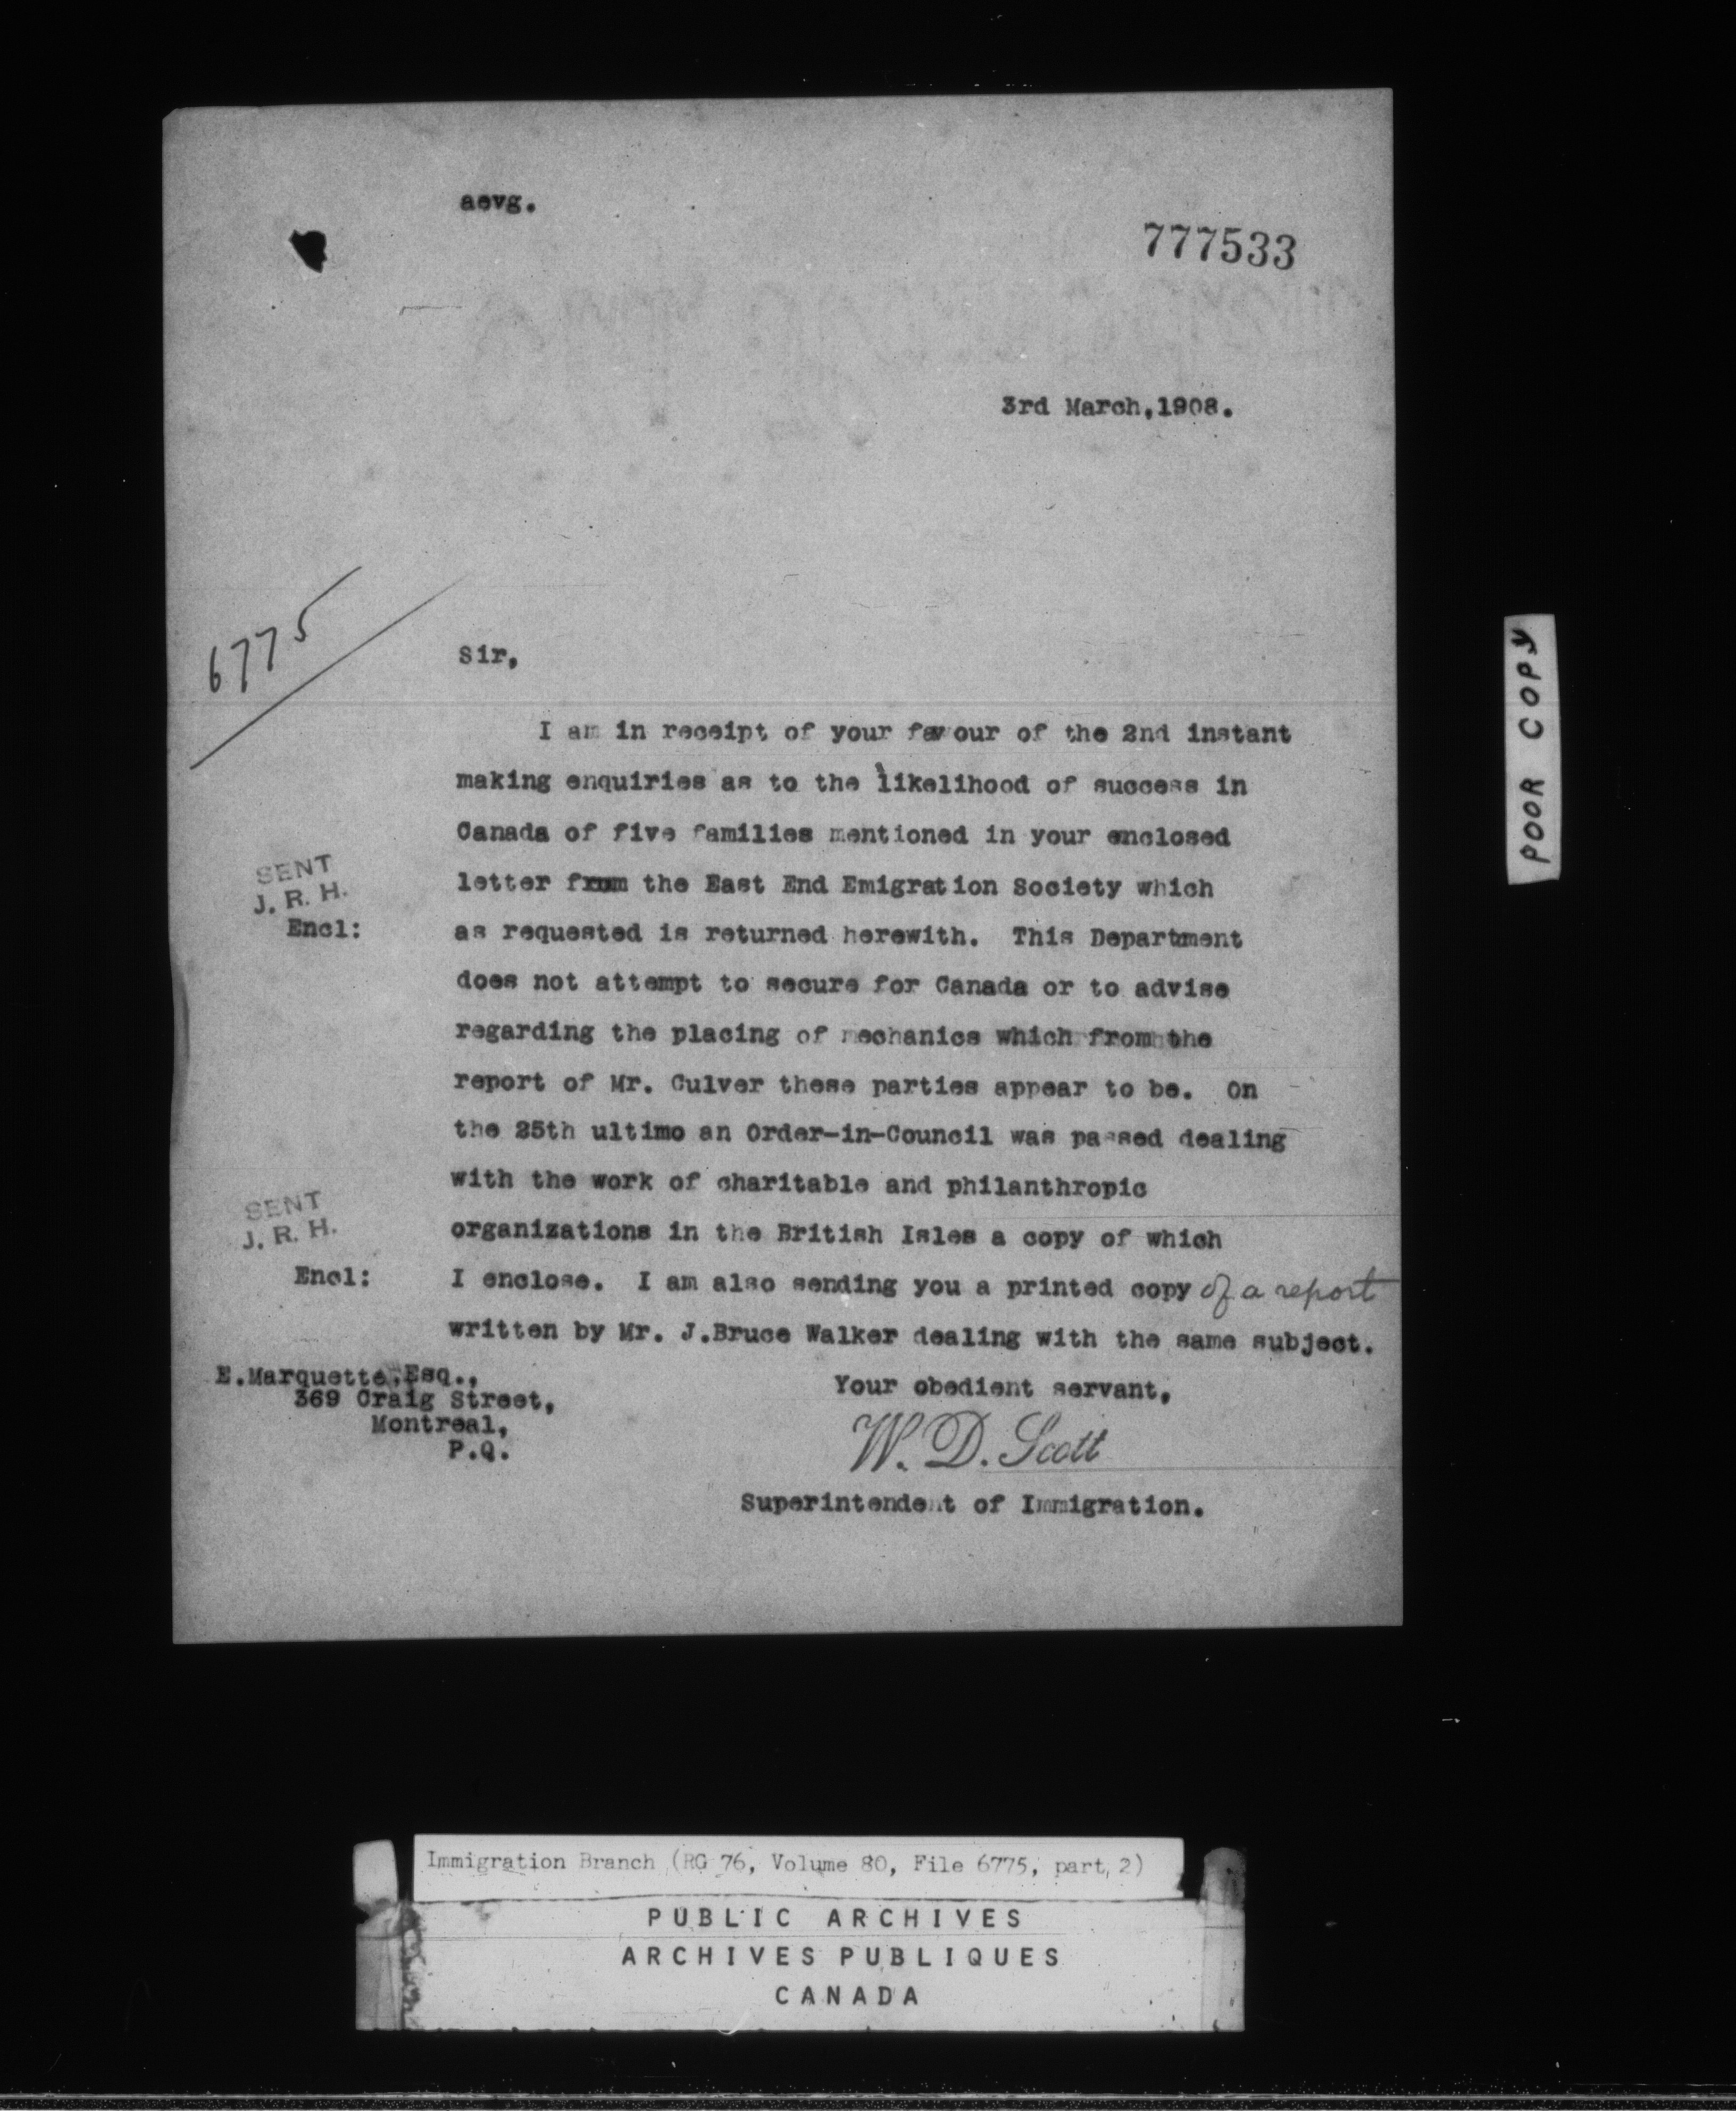 aevg.
777533
3rd March,1908.
6775
Sir,
I am in receipt of your favour of the 2nd instant
making enquiries as to the likelihood of success in
Canada of five families mentioned in your enclosed
letter from the East End Emigration Society which
SENT
J. R. H.
Encl:
as requested is returned herewith. This Department
does not attempt to secure for Canada or to advise
regarding the placing of mechanics which from the
report of Mr. Culver these parties appear to be. On
the 25th ultimo an Order-in-Council was passed dealing
with the work of charitable and philanthropic
SENT
J. R. H.
organizations in the British Isles a copy of which
Encl:
I enclose. I am also sending you a printed copy of a report
written by Mr. J.Bruce Walker dealing with the same subject.
E.Marquette,Esq.,
369 Craig Street,
Montreal,
P.Q.
Your obedient servant,
W. D. Scott
Superintendent of Immigration.
POOR COPY
Immigration Branch (RG 76, Volume 80, File 6775, part 2)
PUBLIC ARCHIVES
ARCHIVES PUBLIQUES
CANADA